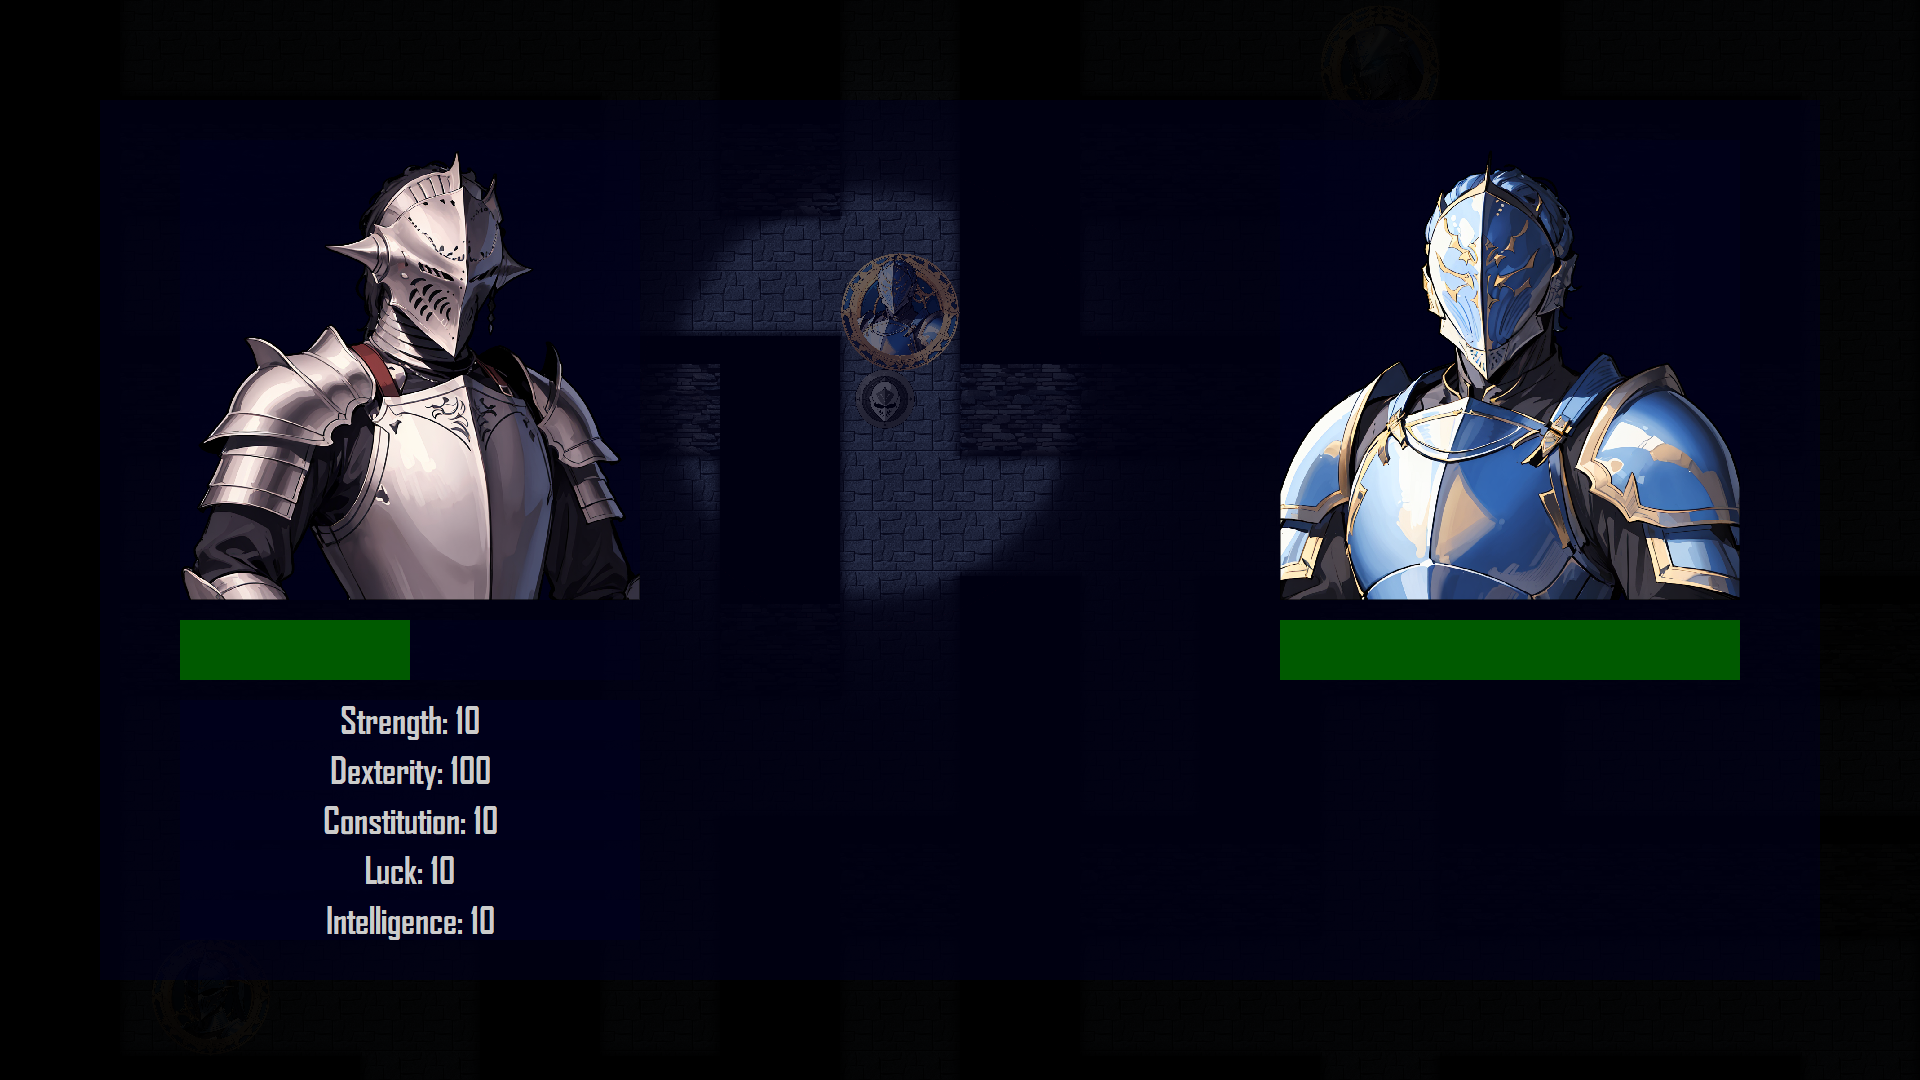 Strength: 10
Dexterity: 100
Constitution: 10
Luck: 10
Intelligence: 10